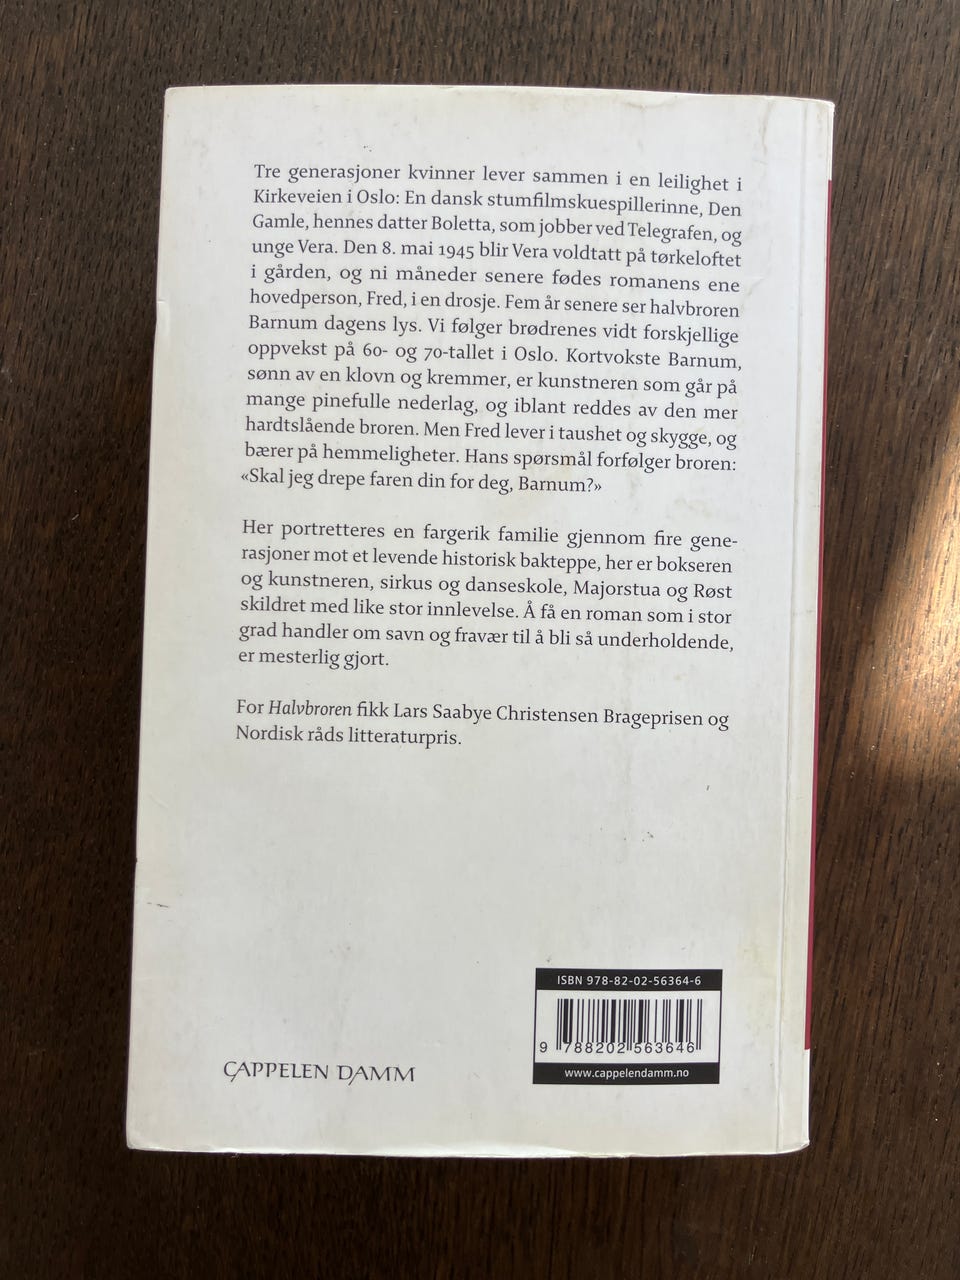 Tre generasjoner kvinner lever sammen i en leilighet i
Kirkeveien i Oslo: En dansk stumfilmskuespillerinne, Den
Gamle, hennes datter Boletta, som jobber ved Telegrafen, og
unge Vera. Den 8. mai 1945 blir Vera voldtatt på tørkeloftet
i gården, og ni måneder senere fødes romanens ene
hovedperson, Fred, i en drosje. Fem år senere ser halvbroren
Barnum dagens lys. Vi følger brødrenes vidt forskjellige
oppvekst på 60- og 70-tallet i Oslo. Kortvokste Barnum,
sønn av en klovn og kremmer, er kunstneren som går på
mange pinefulle nederlag, og iblant reddes av den mer
hardtslående broren. Men Fred lever i taushet og skygge, og
bærer på hemmeligheter. Hans spørsmål forfølger broren:
«Skal jeg drepe faren din for deg, Barnum?»
Her portretteres en fargerik familie gjennom fire gene-
rasjoner mot et levende historisk bakteppe, her er bokseren
og kunstneren, sirkus og danseskole, Majorstua og Røst
skildret med like stor innlevelse. Å få en roman som i stor
grad handler om savn og fravær til å bli så underholdende,
er mesterlig gjort.
For Halvbroren fikk Lars Saabye Christensen Brageprisen og
Nordisk råds litteraturpris.
ISBN 978-82-02-56364-6
9 788202 563646
www.cappelendamm.no
CAPPELEN DAMM